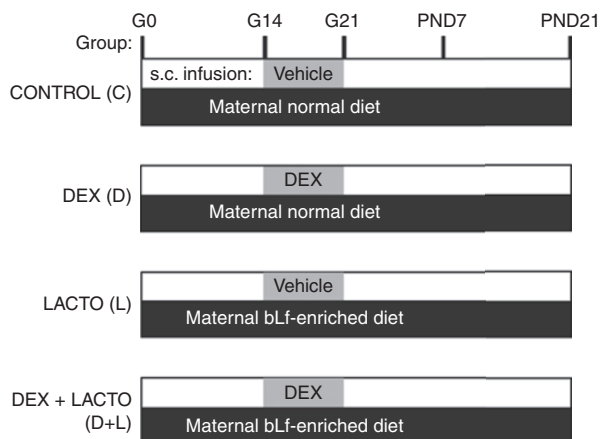 G0 G14 G21 PND7 PND21
Group:
s.c. infusion: Vehicle
CONTROL (C)
Maternal normal diet
DEX
DEX (D)
Maternal normal diet
Vehicle
LACTO (L)
Maternal bLf-enriched diet
DEX
DEX + LACTO
(D+L)
Maternal bLf-enriched diet